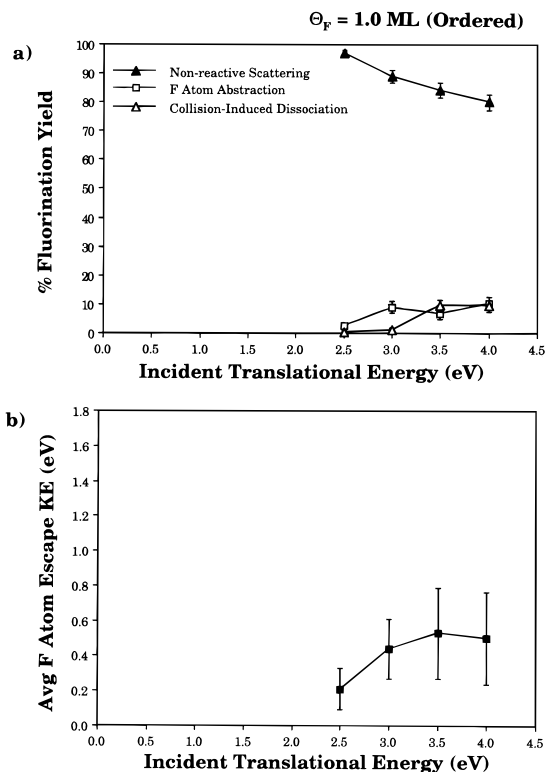 ΘF = 1.0 ML (Ordered)
a)
100
90
80
70
60
50
40
30
20
10
0
% Fluorination Yield
Non-reactive Scattering
F Atom Abstraction
Collision-Induced Dissociation
0.0 0.5 1.0 1.5 2.0 2.5 3.0 3.5 4.0 4.5
Incident Translational Energy (eV)
b)
1.8
1.6
1.4
1.2
1.0
0.8
0.6
0.4
0.2
0.0
Avg F Atom Escape KE (eV)
0.0 0.5 1.0 1.5 2.0 2.5 3.0 3.5 4.0 4.5
Incident Translational Energy (eV)